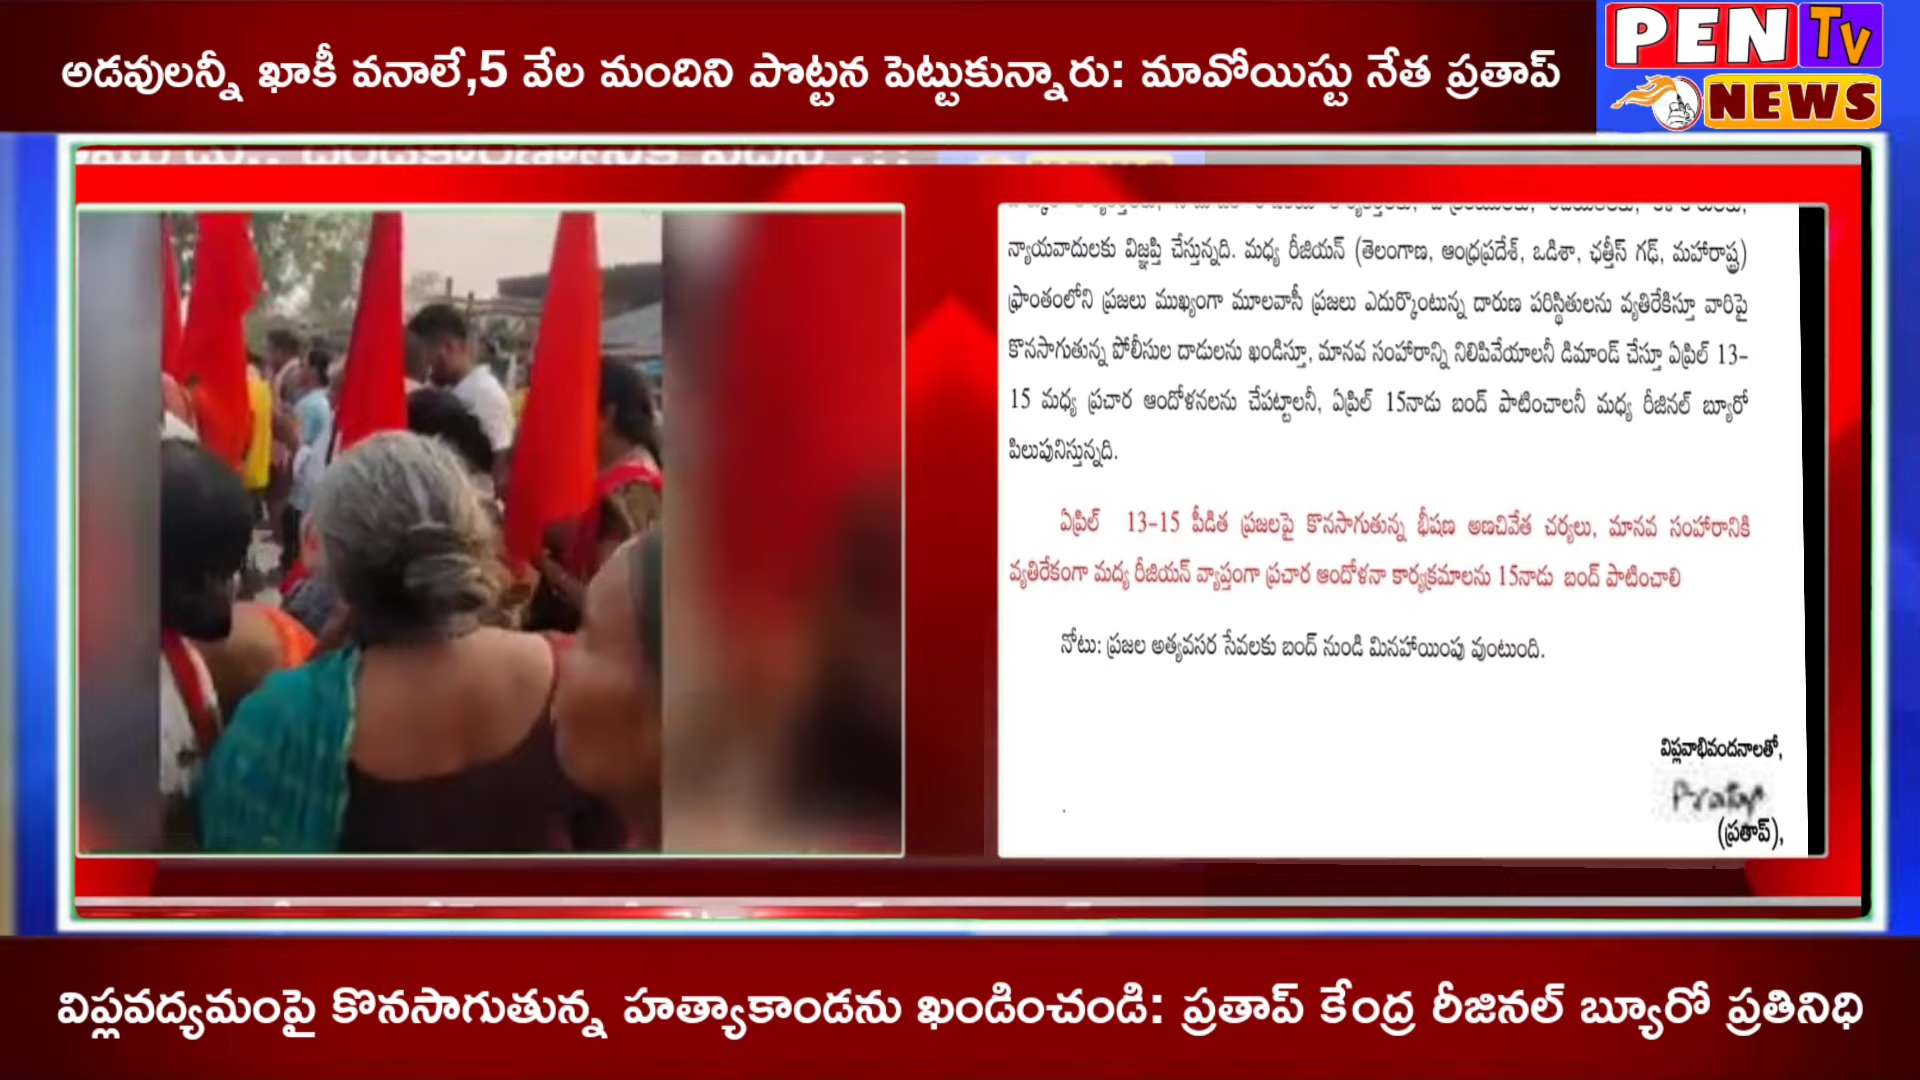 అడవులన్నీ ఖాకీ వనాలే,5 వేల మందిని పొట్టన పెట్టుకున్నారు: మావోయిస్టు నేత ప్రతాప్
PEN TV
NEWS
న్యాయవాదులకు విజ్ఞప్తి చేస్తున్నది. మధ్య రీజియన్ (తెలంగాణ, ఆంధ్రప్రదేశ్, ఒడిశా, ఛత్తీస్ గఢ్, మహారాష్ట్ర)
ప్రాంతంలోని ప్రజలు ముఖ్యంగా మూలవాసీ ప్రజలు ఎదుర్కొంటున్న దారుణ పరిస్థితులను వ్యతిరేకిస్తూ వారిపై
కొనసాగుతున్న పోలీసుల దాడులను ఖండిస్తూ, మానవ సంహారాన్ని నిలిపివేయాలనీ డిమాండ్ చేస్తూ ఏప్రిల్ 13-
15 మధ్య ప్రచార ఆందోళనలను చేపట్టాలనీ, ఏప్రిల్ 15నాడు బంద్ పాటించాలనీ మధ్య రీజినల్ బ్యూరో
పిలుపునిస్తున్నది.
ఏప్రిల్ 13-15 పీడిత ప్రజలపై కొనసాగుతున్న భీషణ అణచివేత చర్యలు, మానవ సంహారానికి
వ్యతిరేకంగా మద్య రీజియన్ వ్యాప్తంగా ప్రచార ఆందోళనా కార్యక్రమాలను 15నాడు బంద్ పాటించాలి
నోటు: ప్రజల అత్యవసర సేవలకు బంద్ నుండి మినహాయింపు వుంటుంది.
విప్లవాభివందనాలతో,
(ప్రతాప్),
విప్లవద్యమంపై కొనసాగుతున్న హత్యాకాండను ఖండించండి: ప్రతాప్ కేంద్ర రీజినల్ బ్యూరో ప్రతినిధి